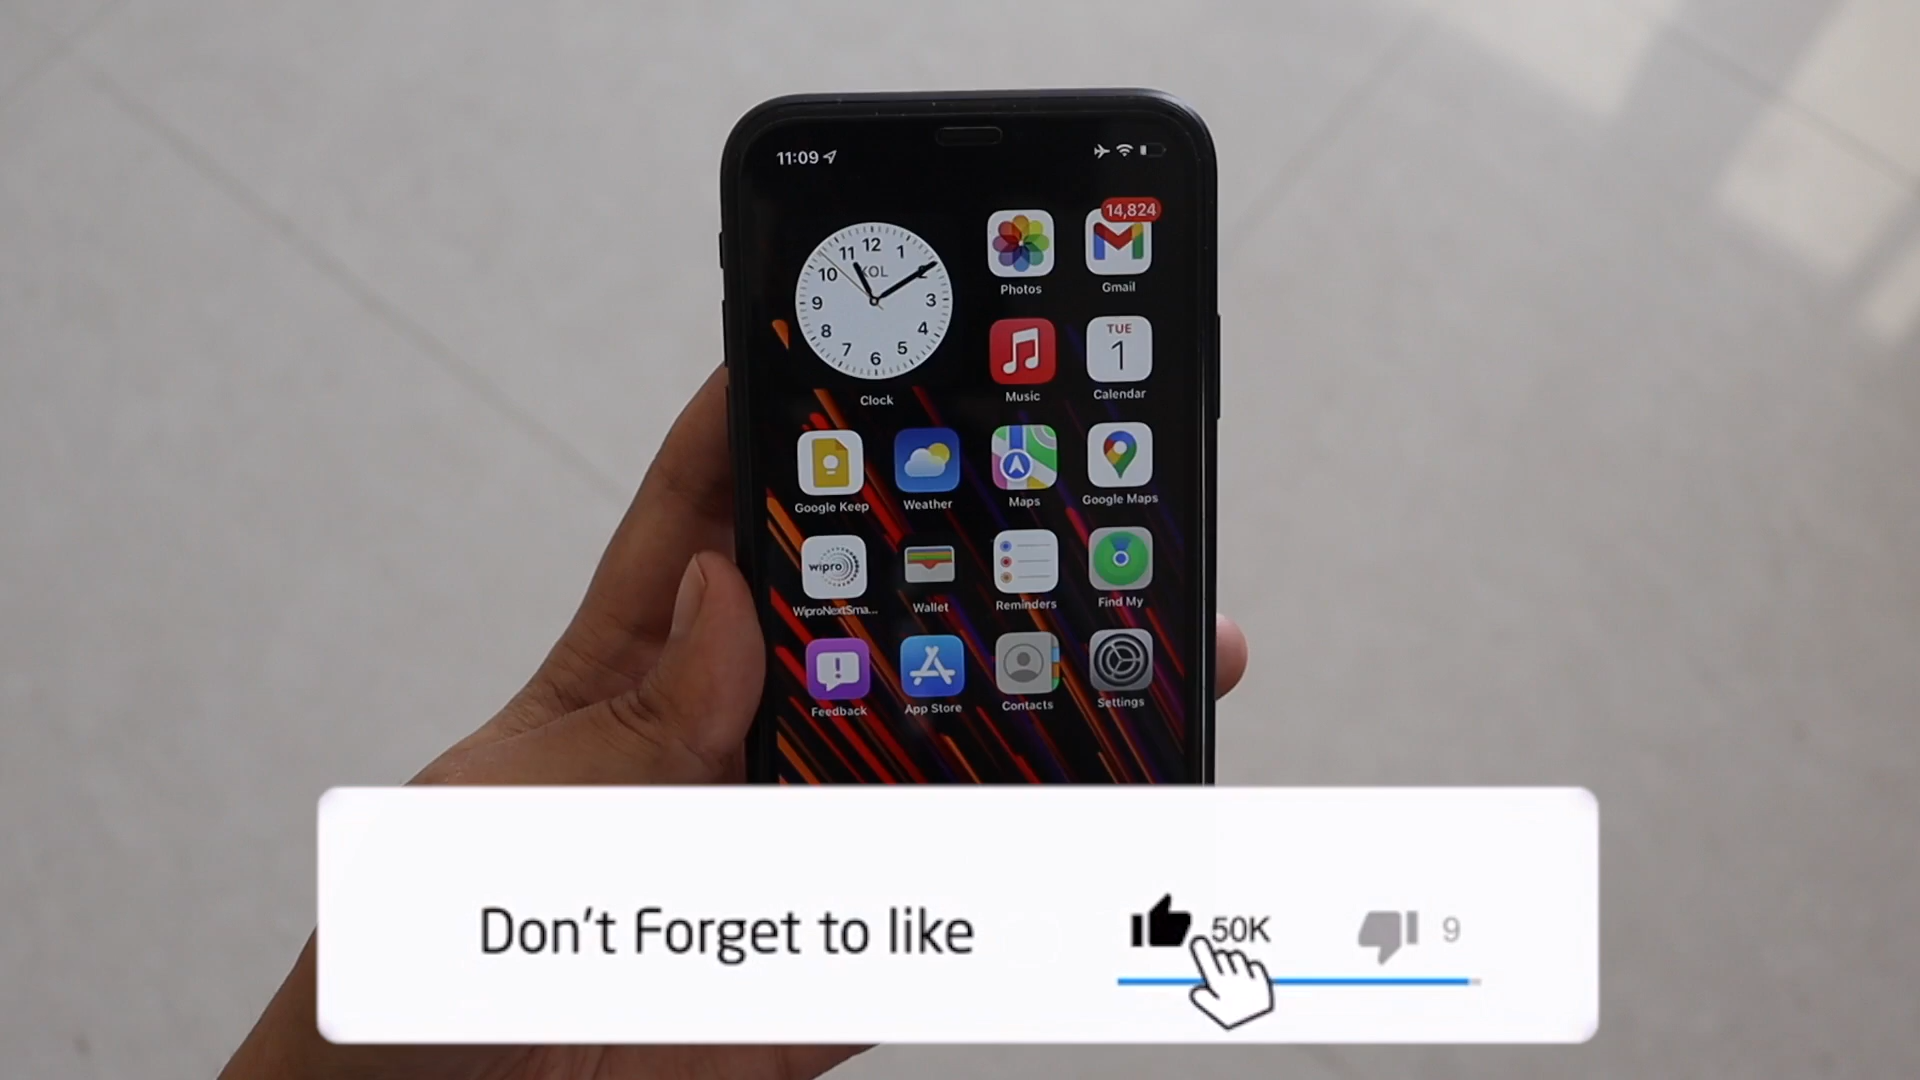 11:09
14,824
12
11
1
KOL
10
9
3
8
4
7
5
6
Clock
Photos
Gmail
TUE
1
Music
Calendar
Google Keep
Weather
Maps
Google Maps
wipro
WiproNextSma...
Wallet
Reminders
Find My
Feedback
App Store
Contacts
Settings
Don't Forget to like
50K
9